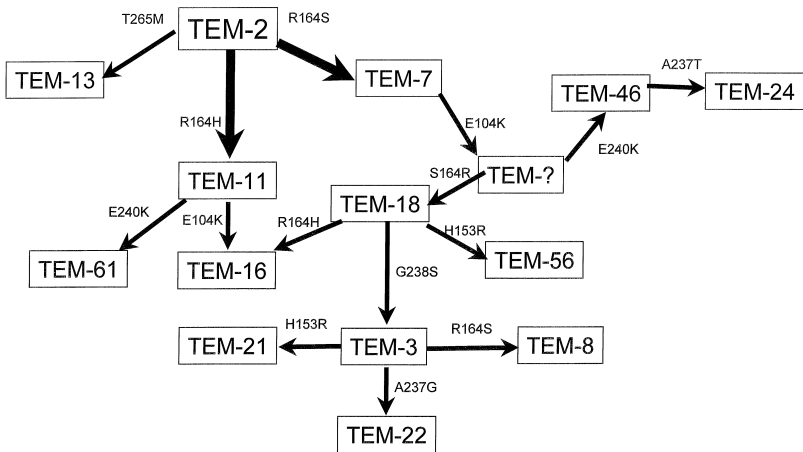 T265M
TEM-2
R164S
TEM-13
TEM-7
A237T
TEM-46
TEM-24
R164H
E104K
E240K
TEM-11
S164R
TEM-?
E240K
E104K
TEM-18
R164H
H153R
TEM-61
TEM-16
TEM-56
G238S
H153R
R164S
TEM-21
TEM-3
TEM-8
A237G
TEM-22